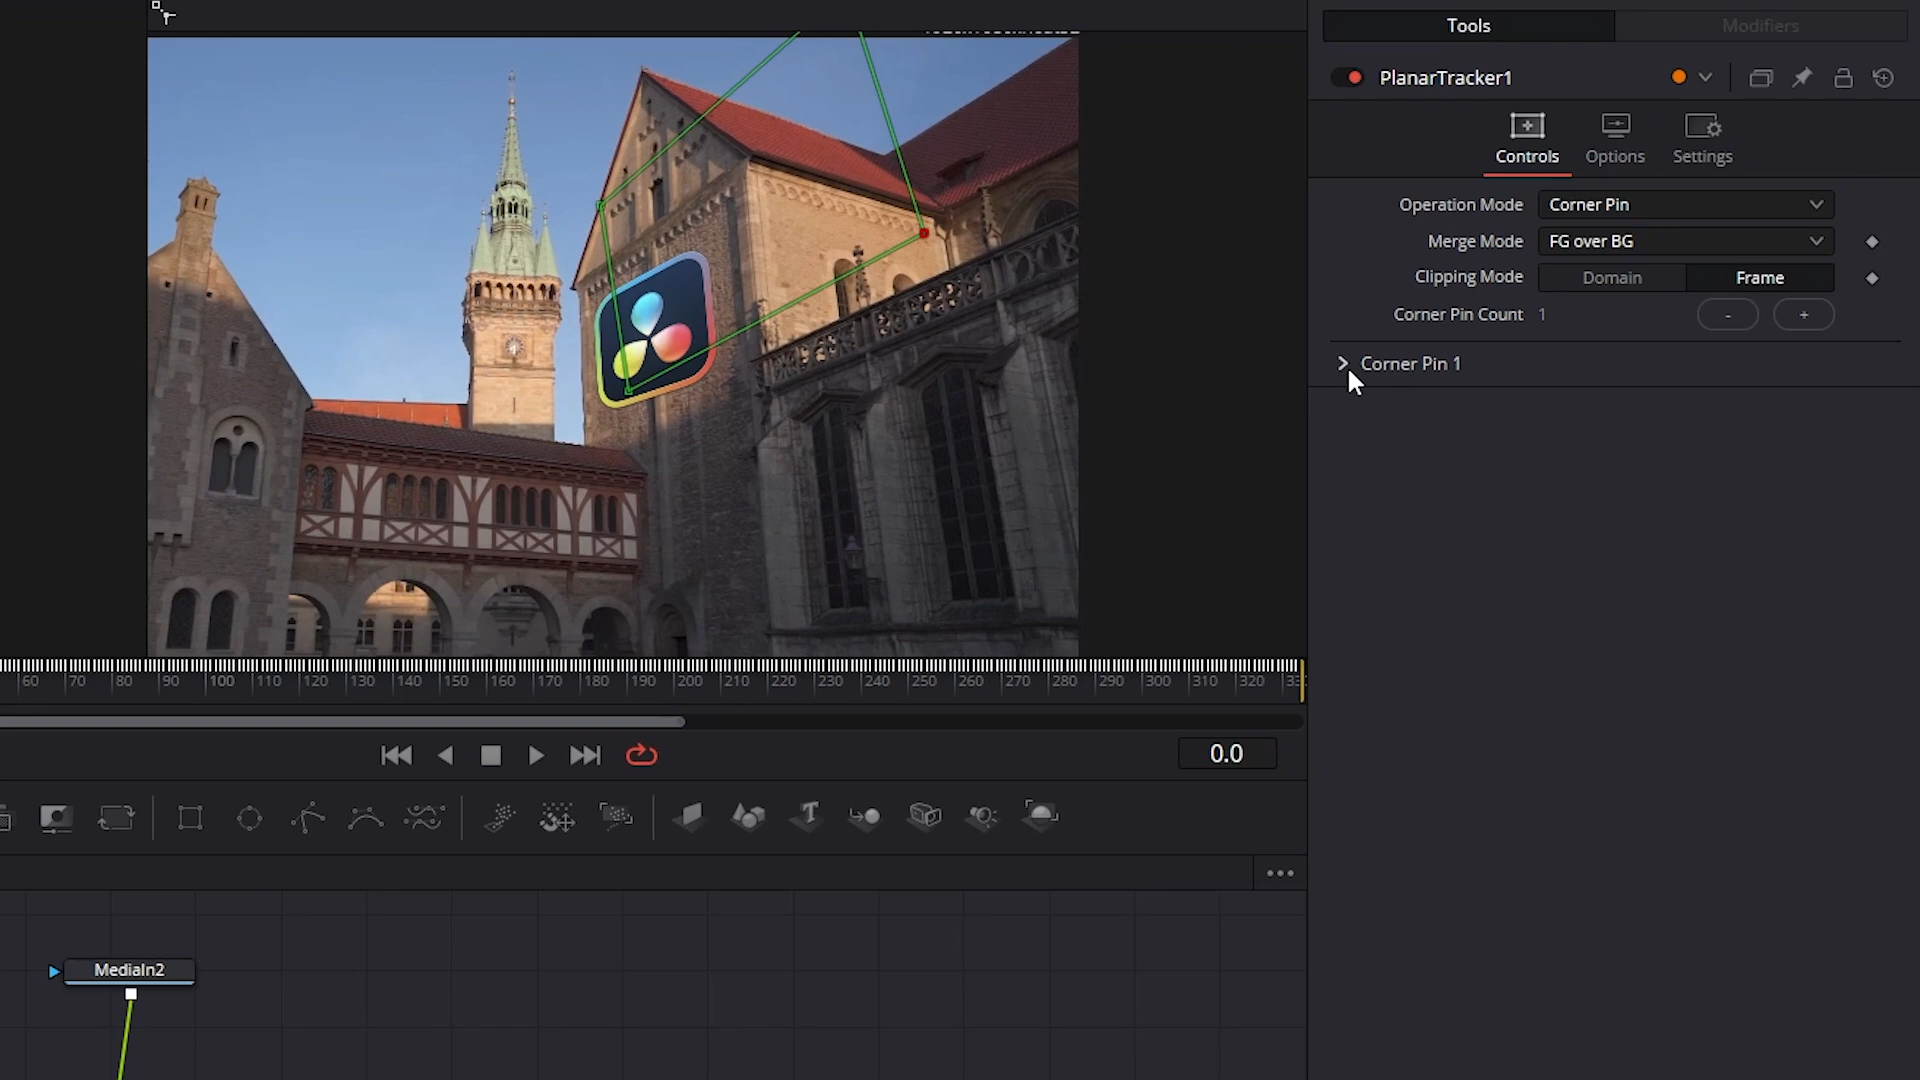 Tools
Modifiers
PlanarTracker1
Controls
Options
Settings
Operation Mode Corner Pin
Merge Mode FG over BG
Clipping Mode Domain Frame
Corner Pin Count 1 - +
Corner Pin 1
60 70 80 90 100 110 120 130 140 150 160 170 180 190 200 210 220 230 240 250 260 270 280 290 300 310 320
0.0
T
MediaIn2